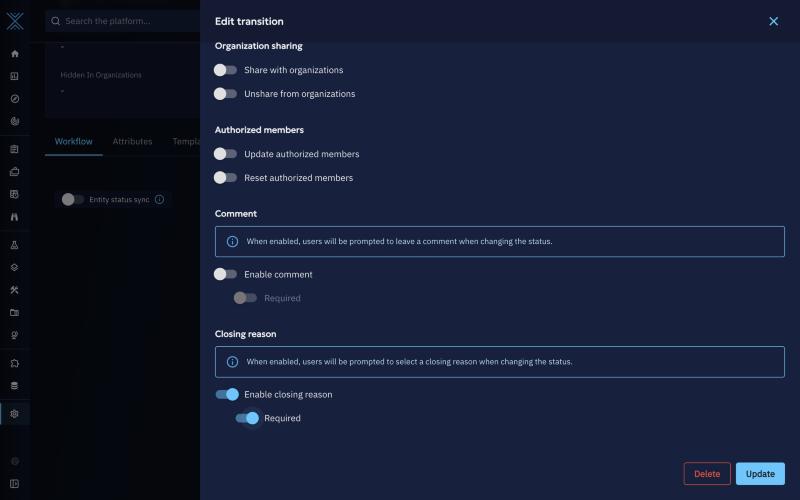 Search the platform...
Edit transition
Organization sharing
Share with organizations
Unshare from organizations
Hidden In Organizations
-
-
Authorized members
Update authorized members
Reset authorized members
Workflow
Attributes
Entity status sync
Comment
When enabled, users will be prompted to leave a comment when changing the status.
Enable comment
Required
Closing reason
When enabled, users will be prompted to select a closing reason when changing the status.
Enable closing reason
Required
Delete
Update